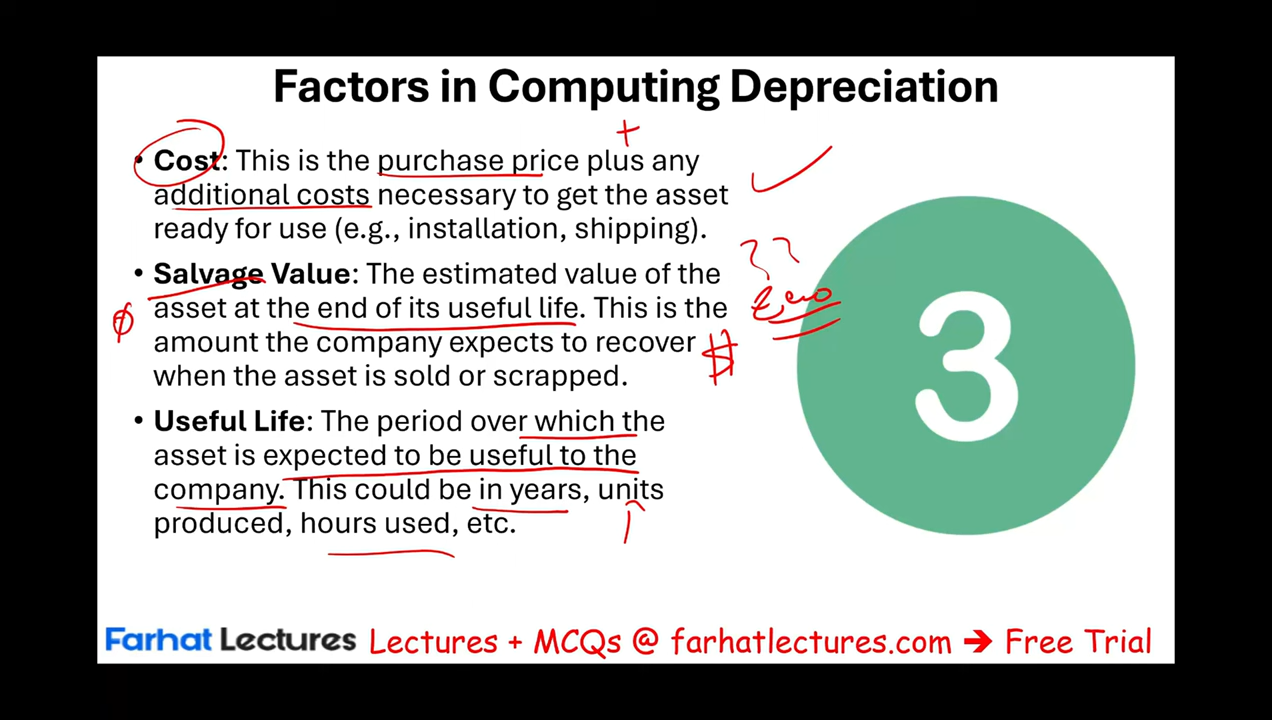 Factors in Computing Depreciation
+
• Cost: This is the purchase price plus any
additional costs necessary to get the asset
ready for use (e.g., installation, shipping).
??
• Salvage Value: The estimated value of the
Zero
asset at the end of its useful life. This is the
amount the company expects to recover
$
when the asset is sold or scrapped.
3
• Useful Life: The period over which the
asset is expected to be useful to the
company. This could be in years, units
produced, hours used, etc.
Farhat Lectures Lectures + MCQs @ farhatlectures.com ➔ Free Trial